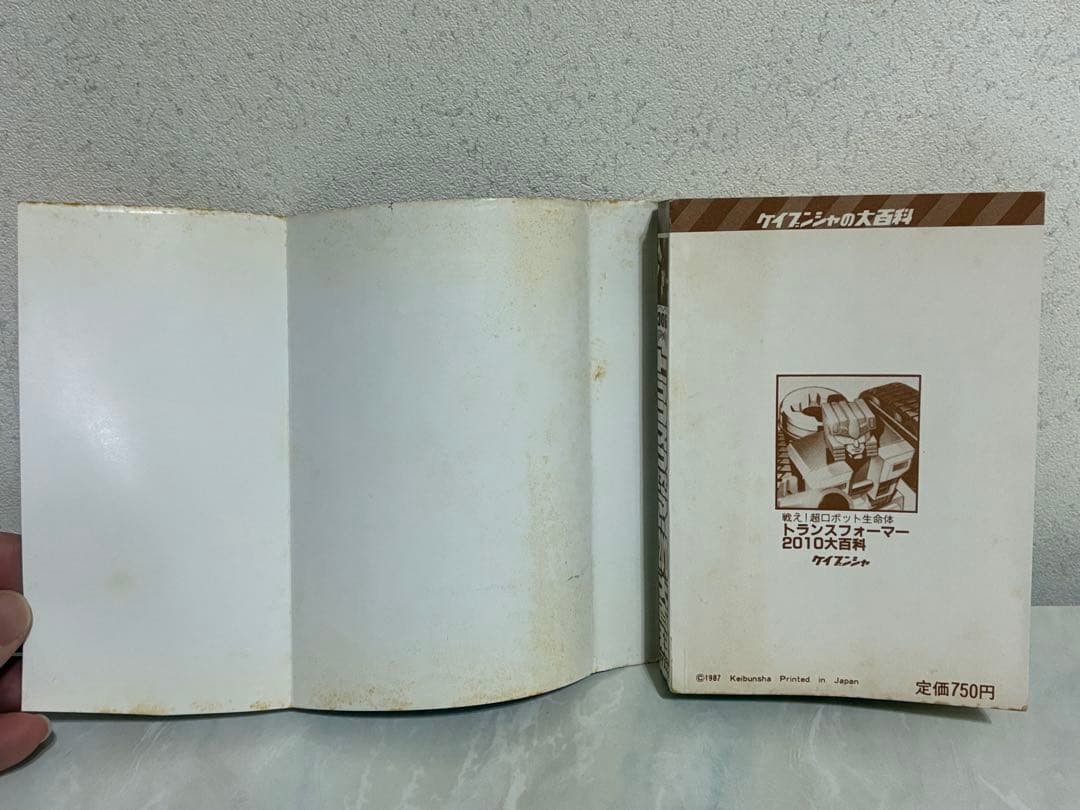 ケイブンシャの大百科
戦え!超ロボット生命体
トランスフォーマー
2010大百科
ケイブンシャ
©1987 Keibunsha Printed in Japan
定価750円